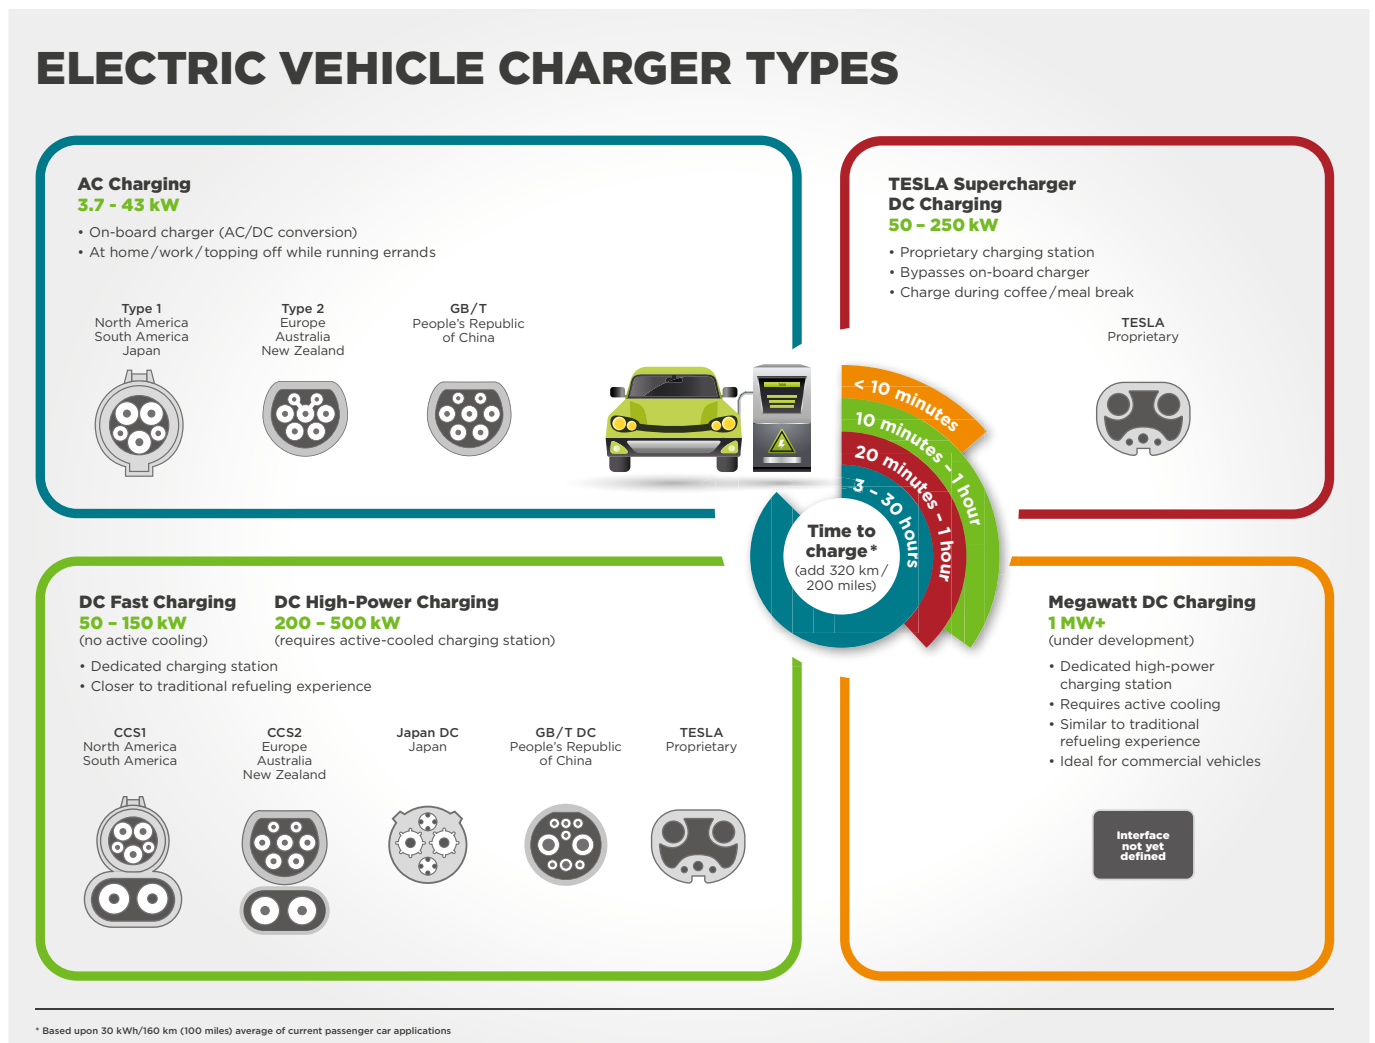 ELECTRIC VEHICLE CHARGER TYPES
AC Charging
3.7 - 43 kW
• On-board charger (AC/DC conversion)
• At home/work/topping off while running errands
Type 1
North America
South America
Japan
Type 2
Europe
Australia
New Zealand
GB/T
People's Republic
of China
TESLA Supercharger
DC Charging
50 – 250 kW
• Proprietary charging station
• Bypasses on-board charger
• Charge during coffee/meal break
TESLA
Proprietary
< 10 minutes
10 minutes – 1 hour
20 minutes – 1 hour
3 – 30 hours
Time to
charge*
(add 320 km/
200 miles)
DC Fast Charging
50 – 150 kW
(no active cooling)
DC High-Power Charging
200 – 500 kW
(requires active-cooled charging station)
• Dedicated charging station
• Closer to traditional refueling experience
CCS1
North America
South America
CCS2
Europe
Australia
New Zealand
Japan DC
Japan
GB/T DC
People's Republic
of China
TESLA
Proprietary
Megawatt DC Charging
1 MW+
(under development)
• Dedicated high-power
charging station
• Requires active cooling
• Similar to traditional
refueling experience
• Ideal for commercial vehicles
Interface
not yet
defined
* Based upon 30 kWh/160 km (100 miles) average of current passenger car applications